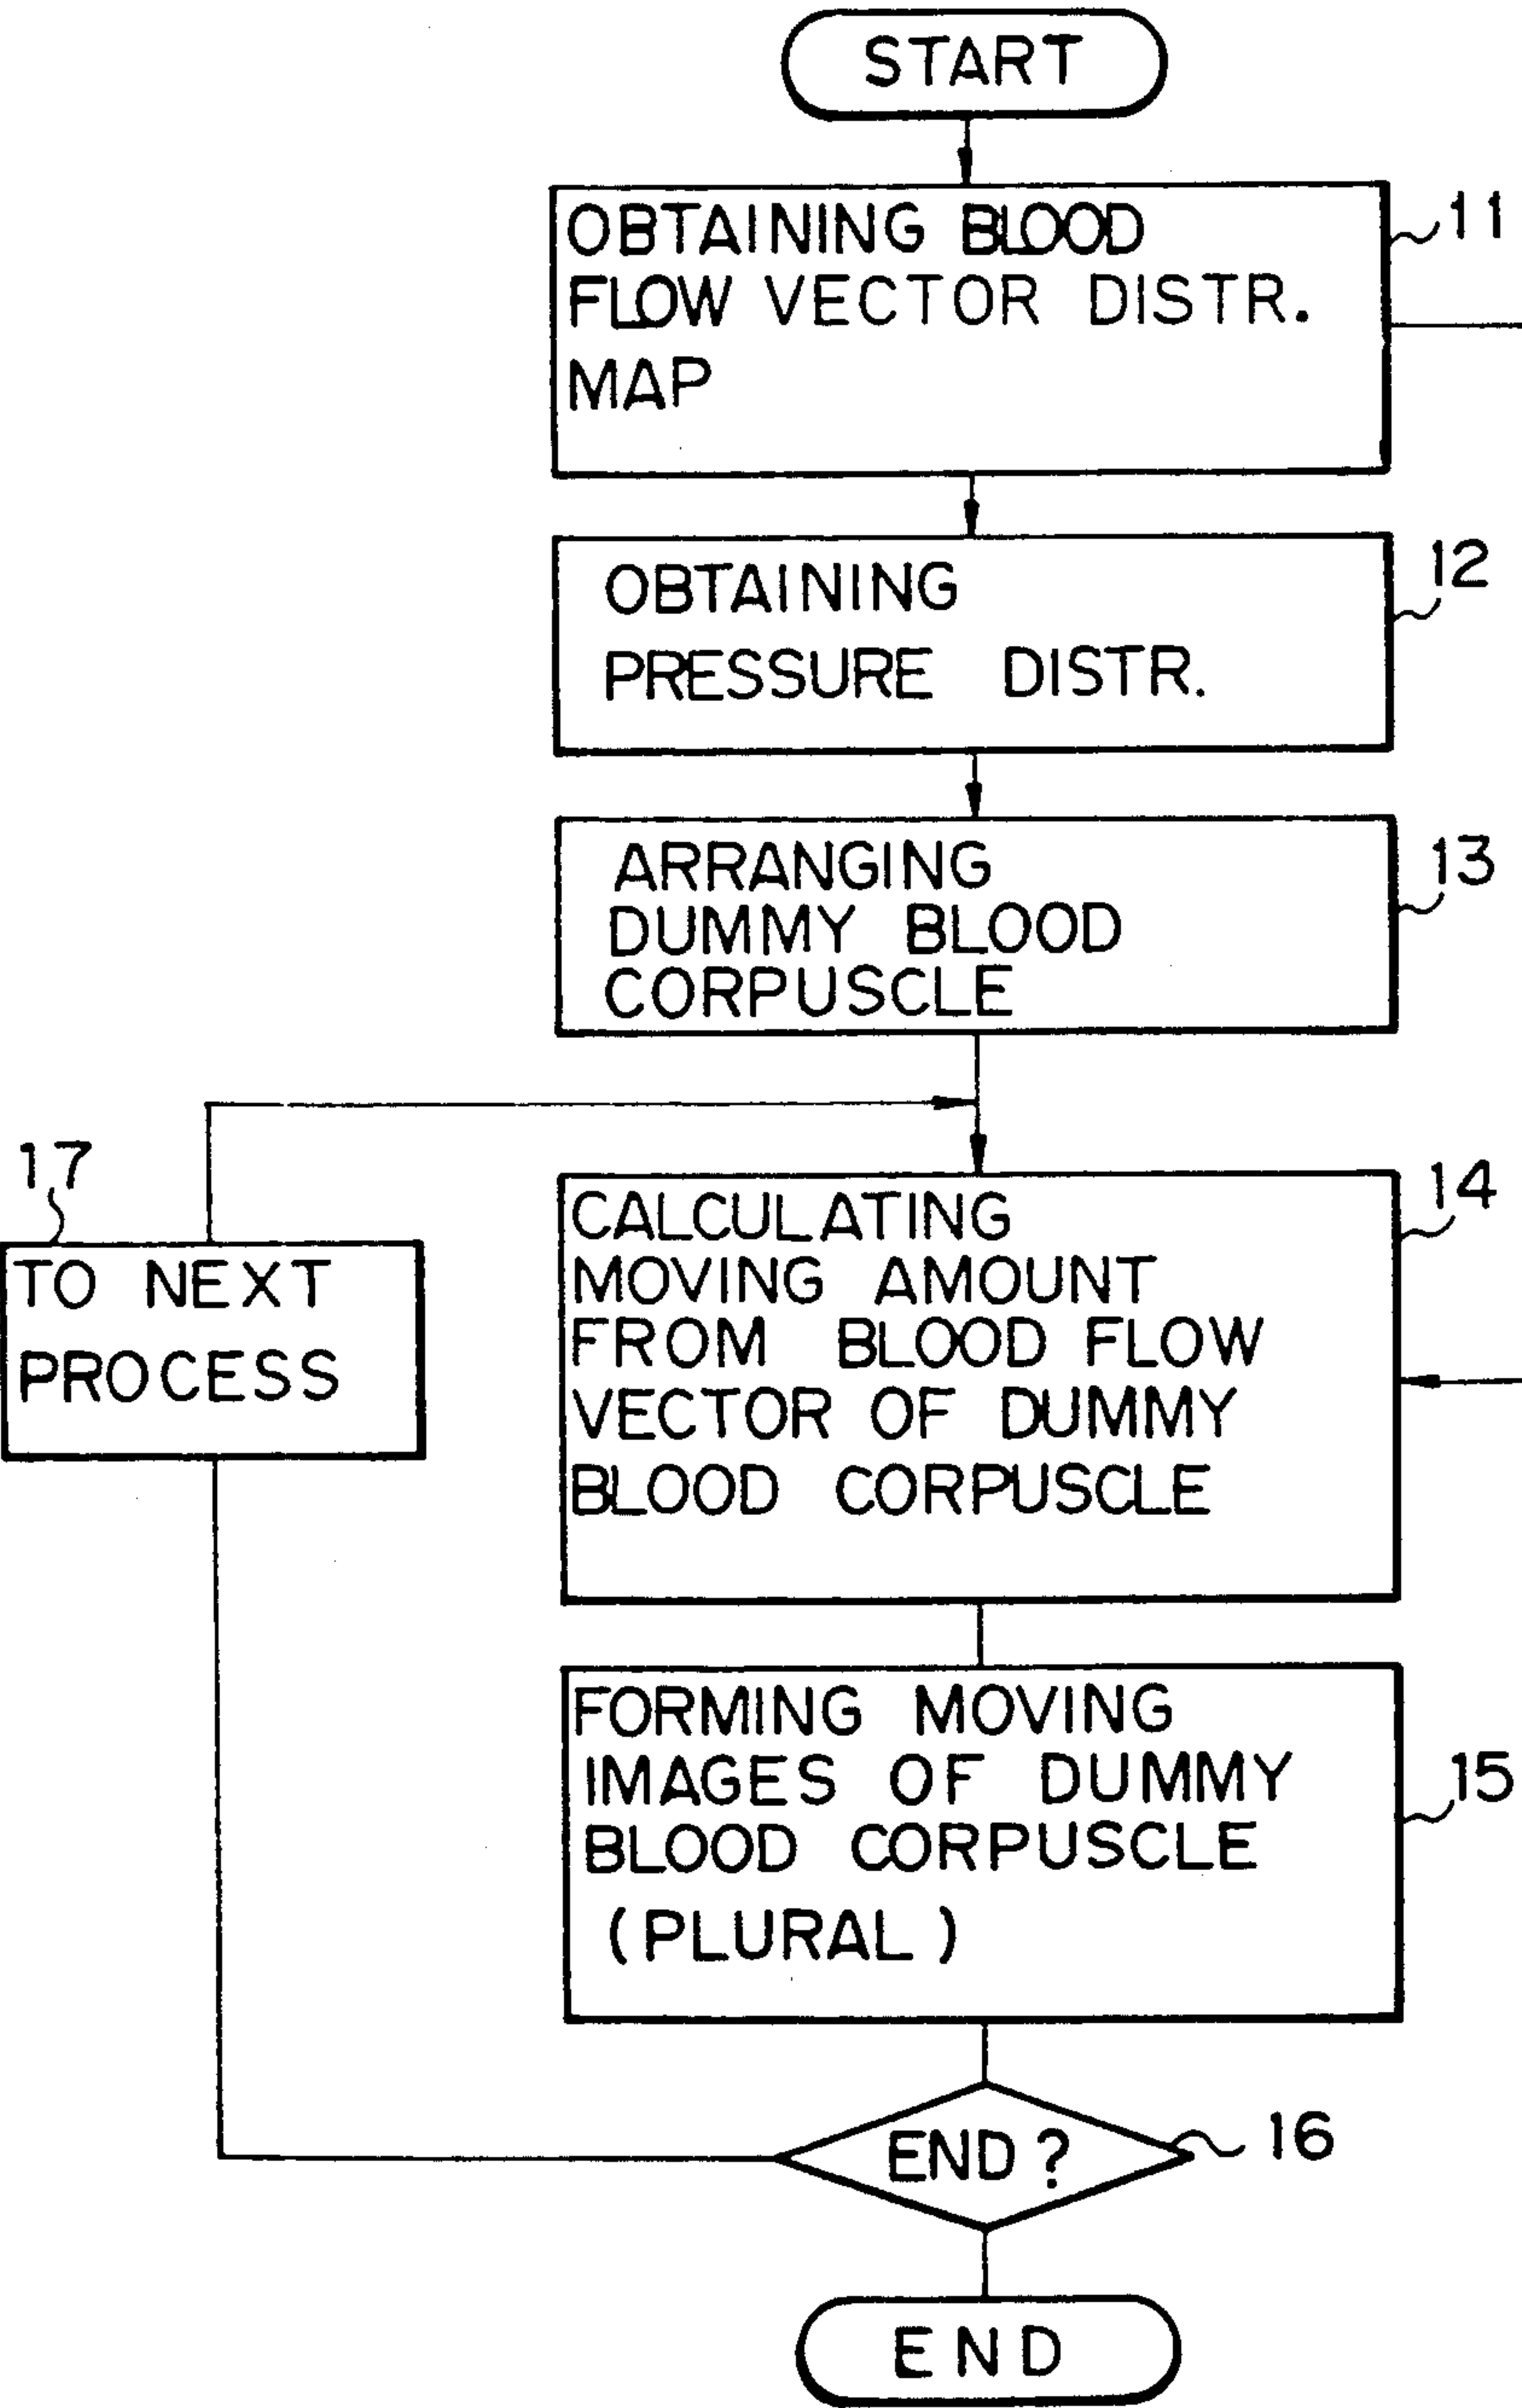 START
OBTAINING BLOOD
FLOW VECTOR DISTR.
MAP
11
OBTAINING
PRESSURE DISTR.
12
ARRANGING
DUMMY BLOOD
CORPUSCLE
13
17
TO NEXT
PROCESS
CALCULATING
MOVING AMOUNT
FROM BLOOD FLOW
VECTOR OF DUMMY
BLOOD CORPUSCLE
14
FORMING MOVING
IMAGES OF DUMMY
BLOOD CORPUSCLE
(PLURAL)
15
END?
16
END